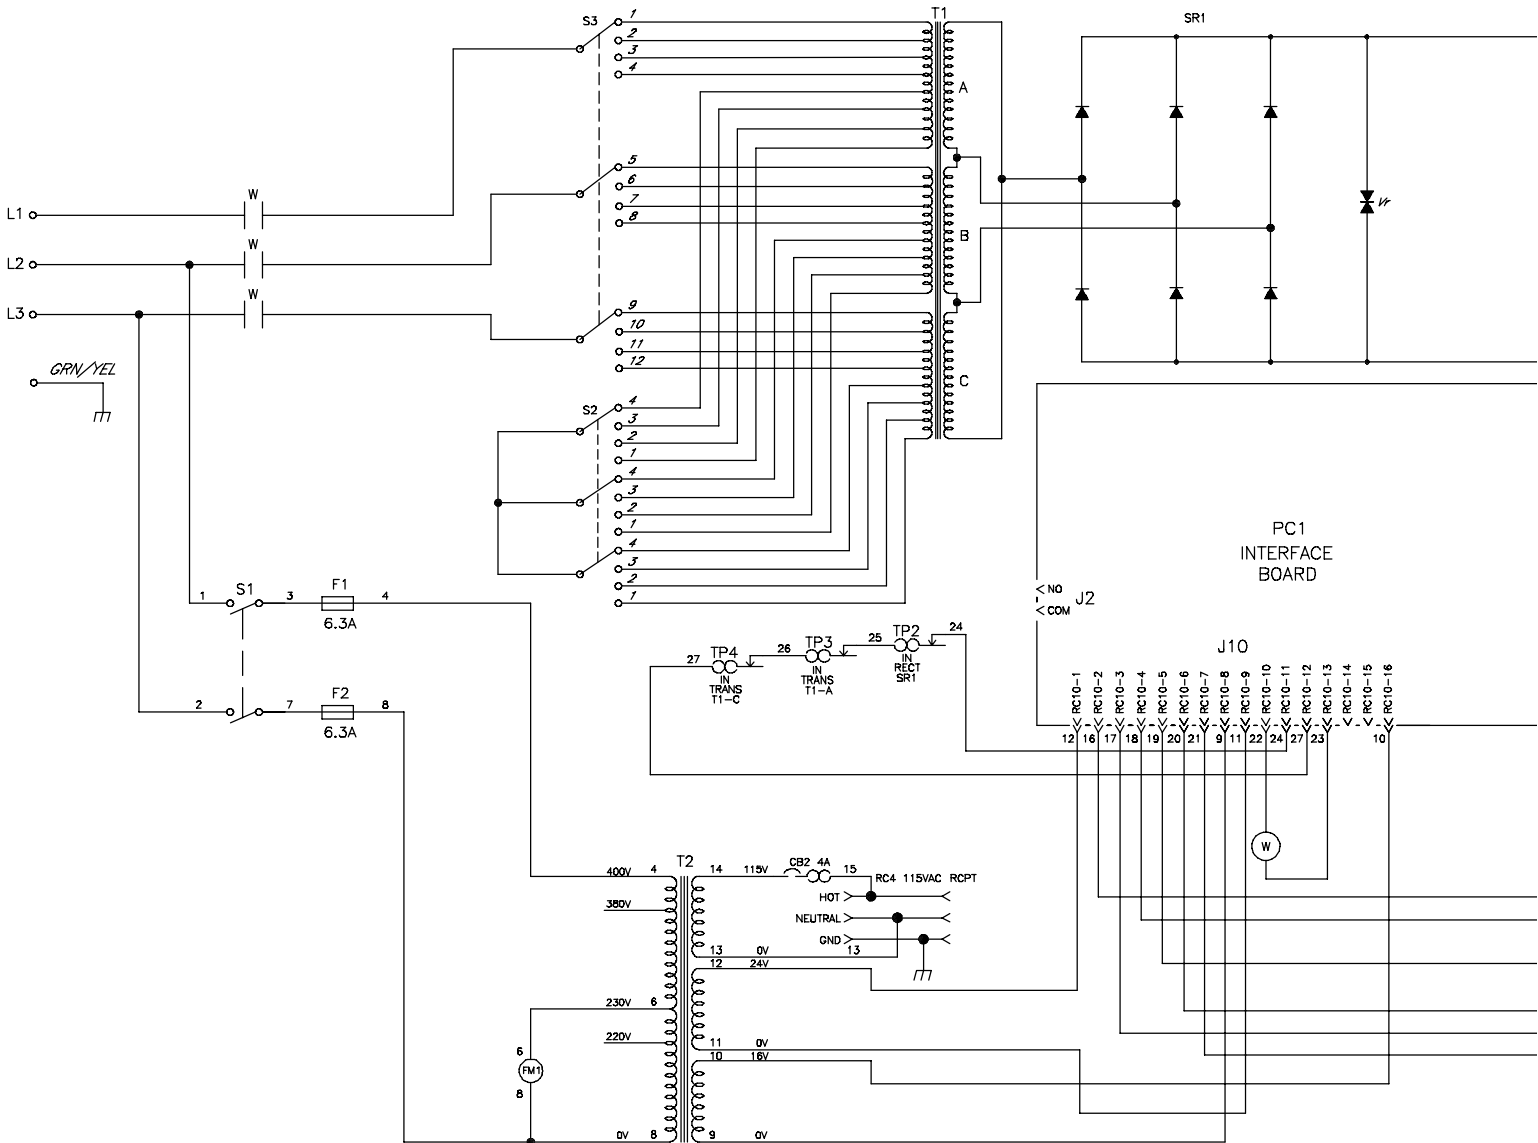 S3
1
2
3
4
T1
SR1
A
5
6
7
8
W
L1
Vr
W
L2
B
W
L3
9
10
11
12
GRN/YEL
C
S2
4
3
2
1
4
3
2
1
4
3
2
1
PC1
INTERFACE
BOARD
NO
COM
J2
J10
1
S1
3
F1
4
6.3A
2
7
F2
8
6.3A
27
TP4
IN
TRANS
T1-C
26
TP3
IN
TRANS
T1-A
25
TP2
IN
RECT
SR1
24
RC10-1
RC10-2
RC10-3
RC10-4
RC10-5
RC10-6
RC10-7
RC10-8
RC10-9
RC10-10
RC10-11
RC10-12
RC10-13
RC10-14
RC10-15
RC10-16
12 16 17 18 19 20 21 9 11 22 24 27 23 10
W
T2
400V 4
380V
230V 6
220V
0V 8
6
FM1
8
14 115V CB2 4A 15
RC4 115VAC RCPT
HOT
NEUTRAL
GND
13
13 0V
12 24V
11 0V
10 16V
9 0V